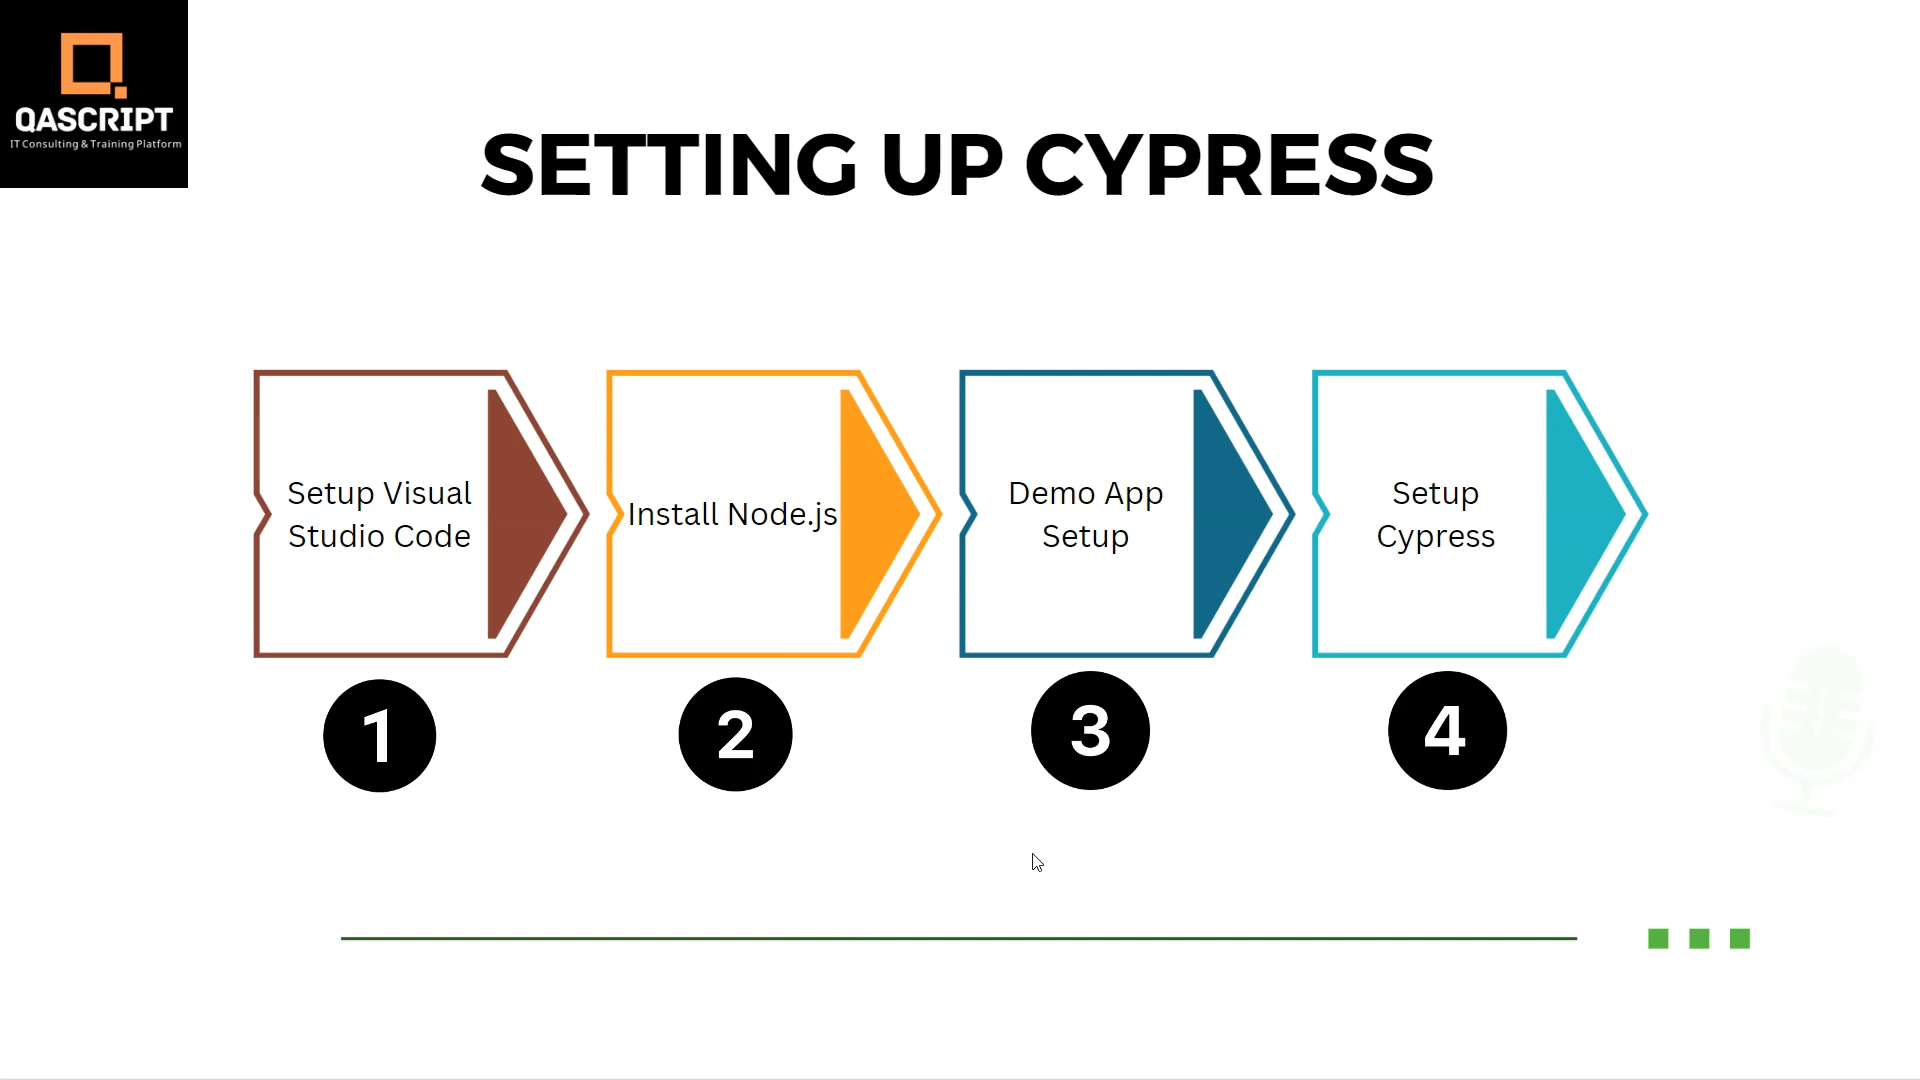 QASCRIPT
IT Consulting & Training Platform
SETTING UP CYPRESS
Setup Visual
Studio Code
Install Node.js
Demo App
Setup
Setup
Cypress
1
2
3
4